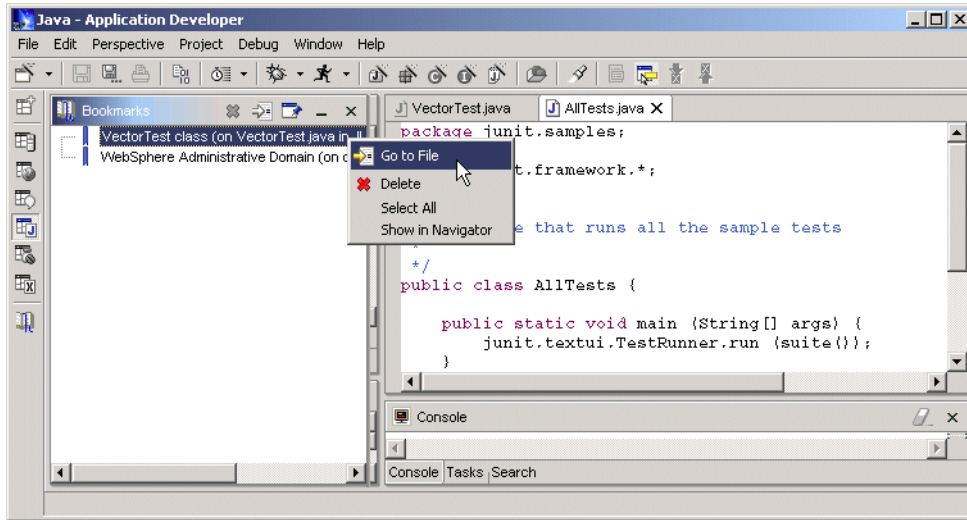 Java - Application Developer
File Edit Perspective Project Debug Window Help
Bookmarks
VectorTest class (on VectorTest.java in
WebSphere Administrative Domain (on
Go to File
Delete
Select All
Show in Navigator
VectorTest.java AllTests.java
package junit.samples;
t.framework.*;
e that runs all the sample tests
*
*/
public class AllTests {
public static void main (String[] args) {
junit.textui.TestRunner.run (suite());
}
Console
Console Tasks Search